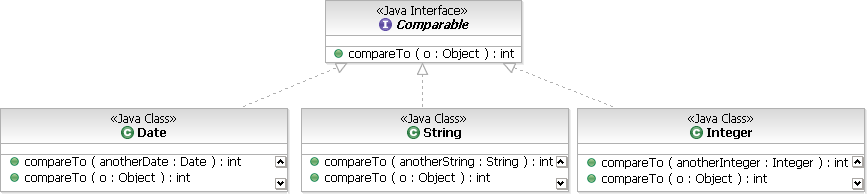 «Java Interface»
I Comparable
compareTo ( o : Object ) : int
«Java Class»
C Date
compareTo ( anotherDate : Date ) : int
compareTo ( o : Object ) : int
«Java Class»
C String
compareTo ( anotherString : String ) : int
compareTo ( o : Object ) : int
«Java Class»
C Integer
compareTo ( anotherInteger : Integer ) : int
compareTo ( o : Object ) : int